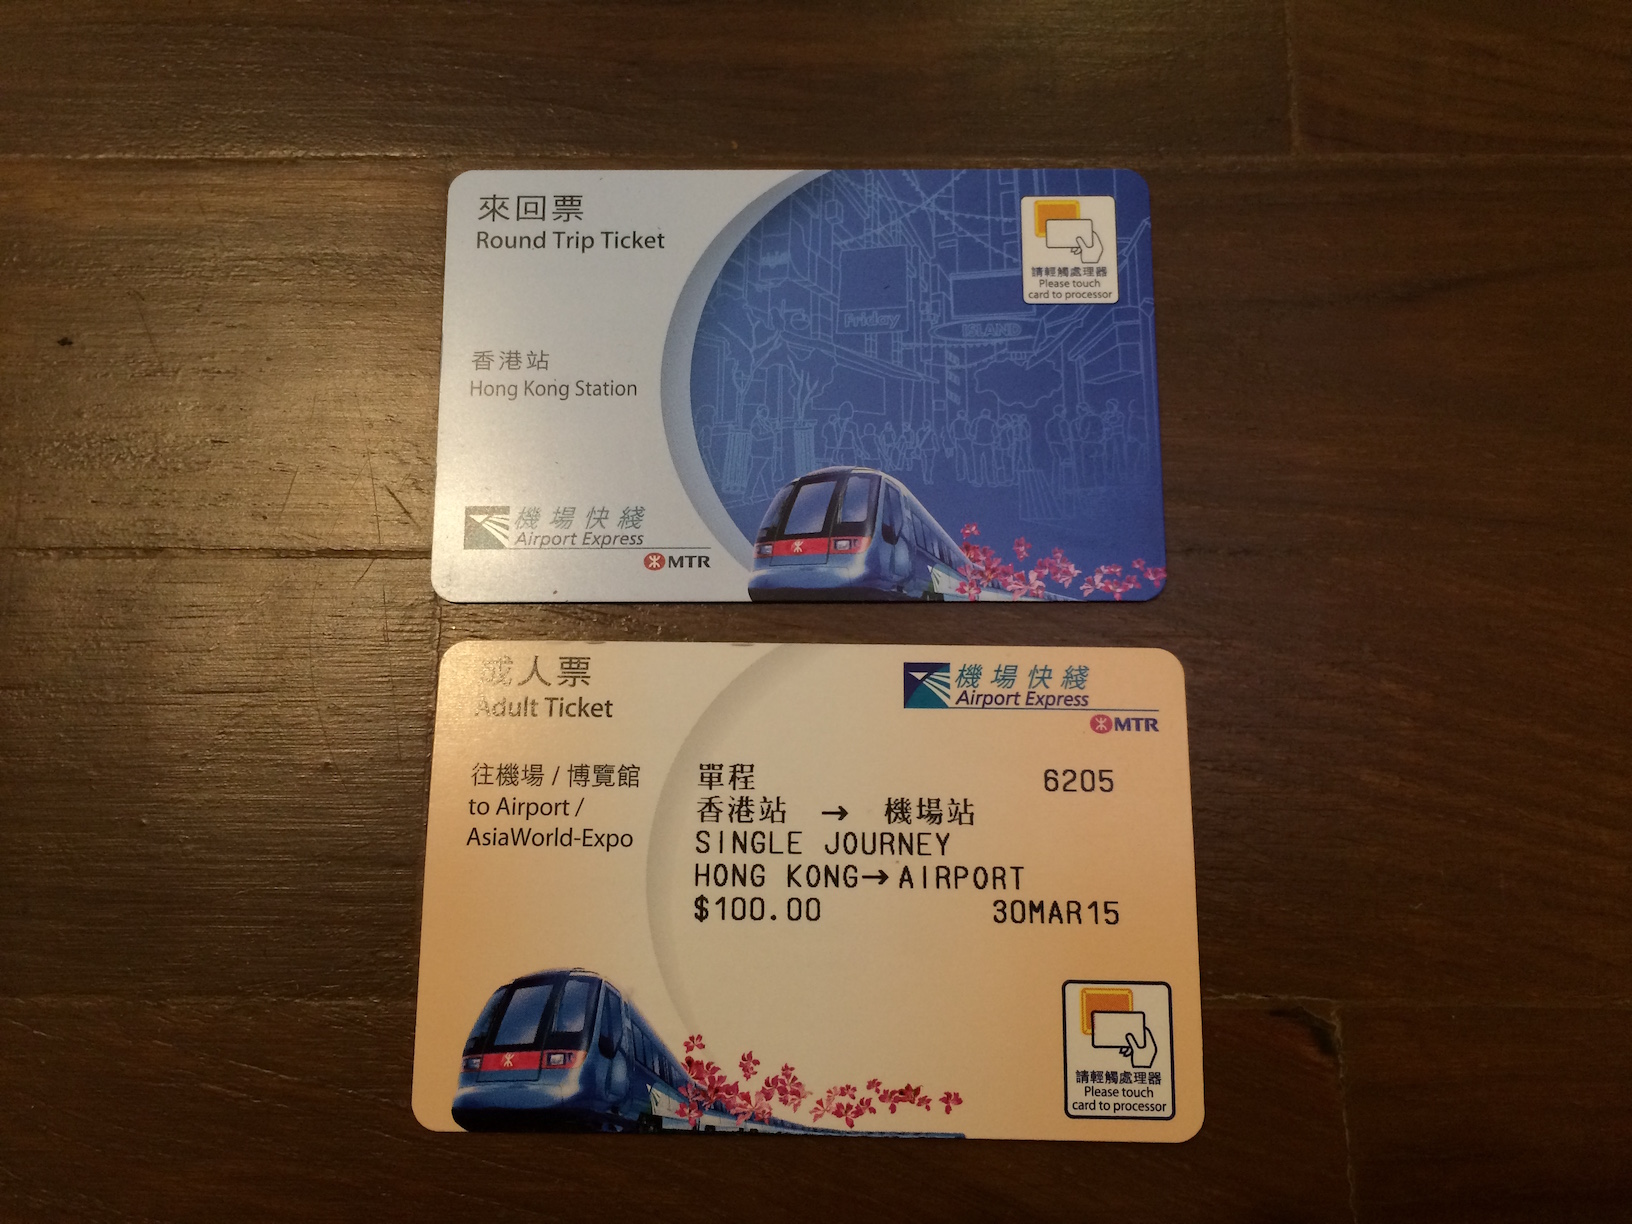 來回票
Round Trip Ticket
請輕觸處理器
Please touch
card to processor
Friday
ISLAND
香港站
Hong Kong Station
機場快綫
Airport Express
MTR
成人票
Adult Ticket
機場快綫
Airport Express
MTR
往機場 / 博覽館
to Airport /
AsiaWorld-Expo
單程 6205
香港站 → 機場站
SINGLE JOURNEY
HONG KONG→AIRPORT
$100.00 30MAR15
請輕觸處理器
Please touch
card to processor